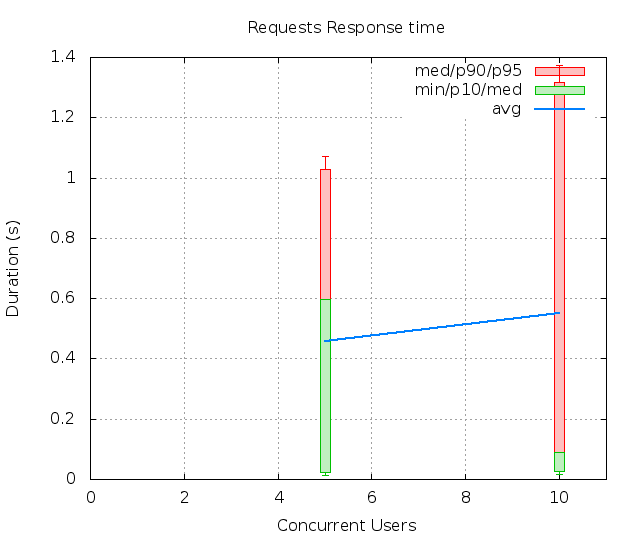 Requests Response time
med/p90/p95
min/p10/med
avg
1.4
1.2
1
0.8
0.6
0.4
0.2
0
Duration (s)
0 2 4 6 8 10
Concurrent Users